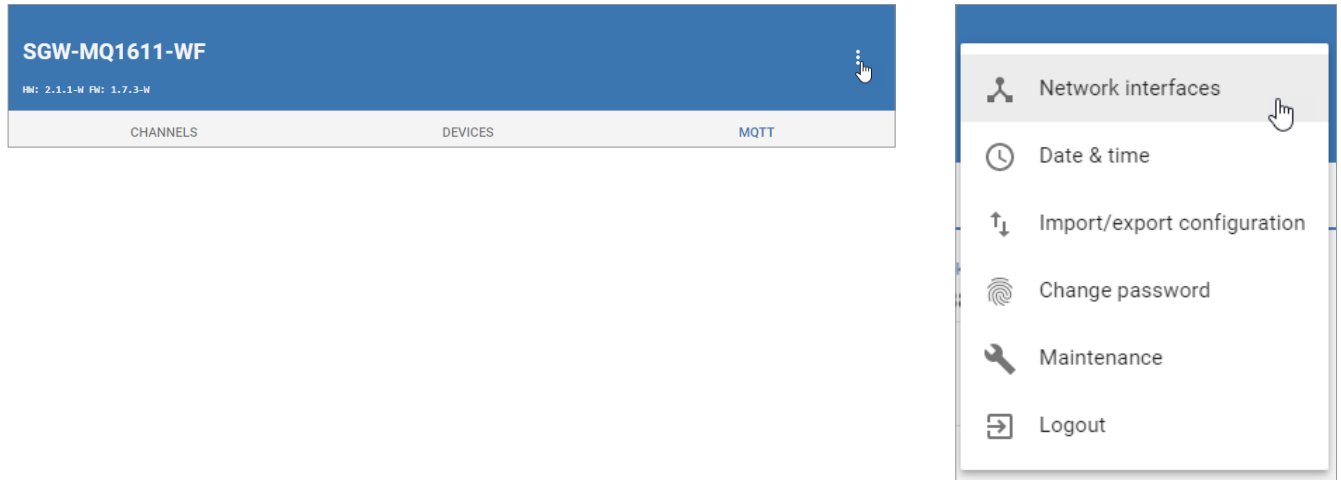 SGW-MQ1611-WF
HW: 2.1.1-W FW: 1.7.3-W
CHANNELS DEVICES MQTT
Network interfaces
Date & time
Import/export configuration
Change password
Maintenance
Logout